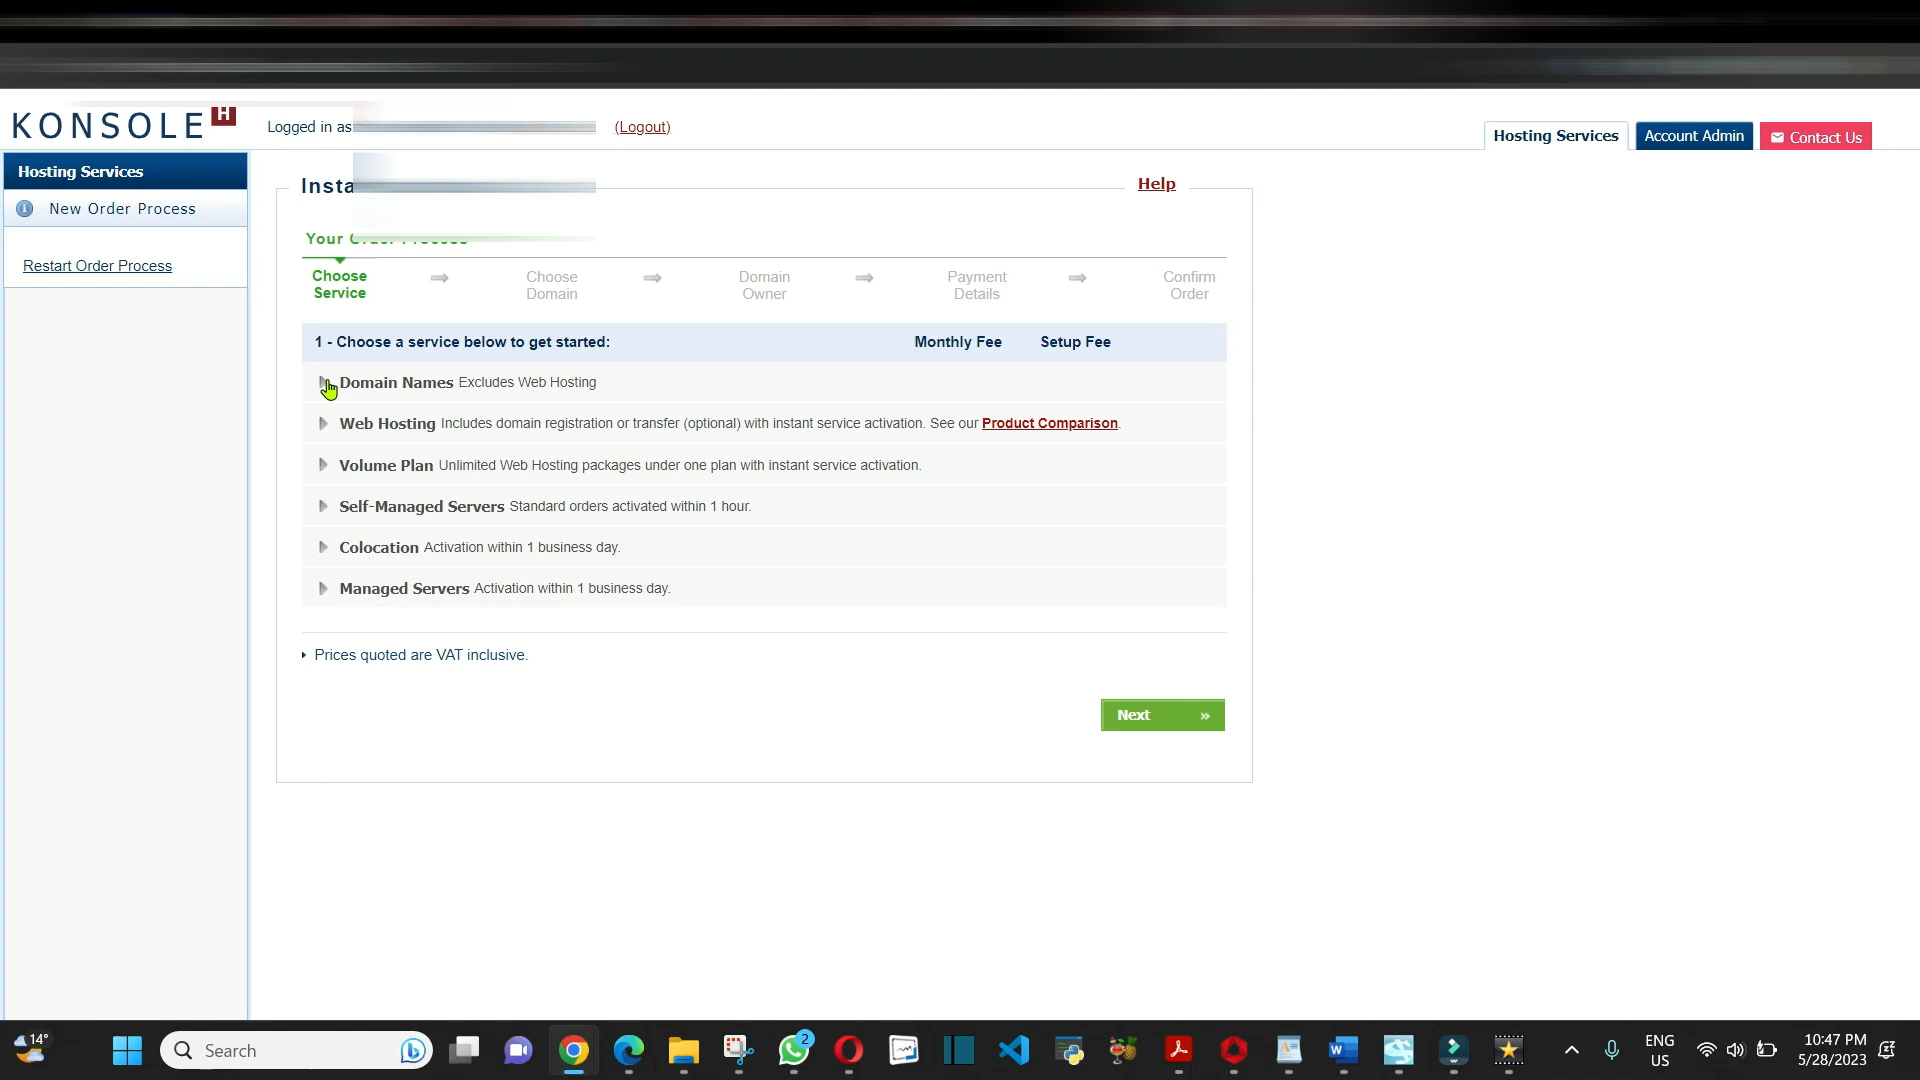 KONSOLE H
Logged in as
(Logout)
Hosting Services
Account Admin
Contact Us
Hosting Services
New Order Process
Restart Order Process
Insta
Help
Your
Choose
Service
Choose
Domain
Domain
Owner
Payment
Details
Confirm
Order
1 - Choose a service below to get started: Monthly Fee Setup Fee
Domain Names Excludes Web Hosting
Web Hosting Includes domain registration or transfer (optional) with instant service activation. See our Product Comparison.
Volume Plan Unlimited Web Hosting packages under one plan with instant service activation.
Self-Managed Servers Standard orders activated within 1 hour.
Colocation Activation within 1 business day.
Managed Servers Activation within 1 business day.
Prices quoted are VAT inclusive.
Next »
14°
Search
2
ENG
US
10:47 PM
5/28/2023